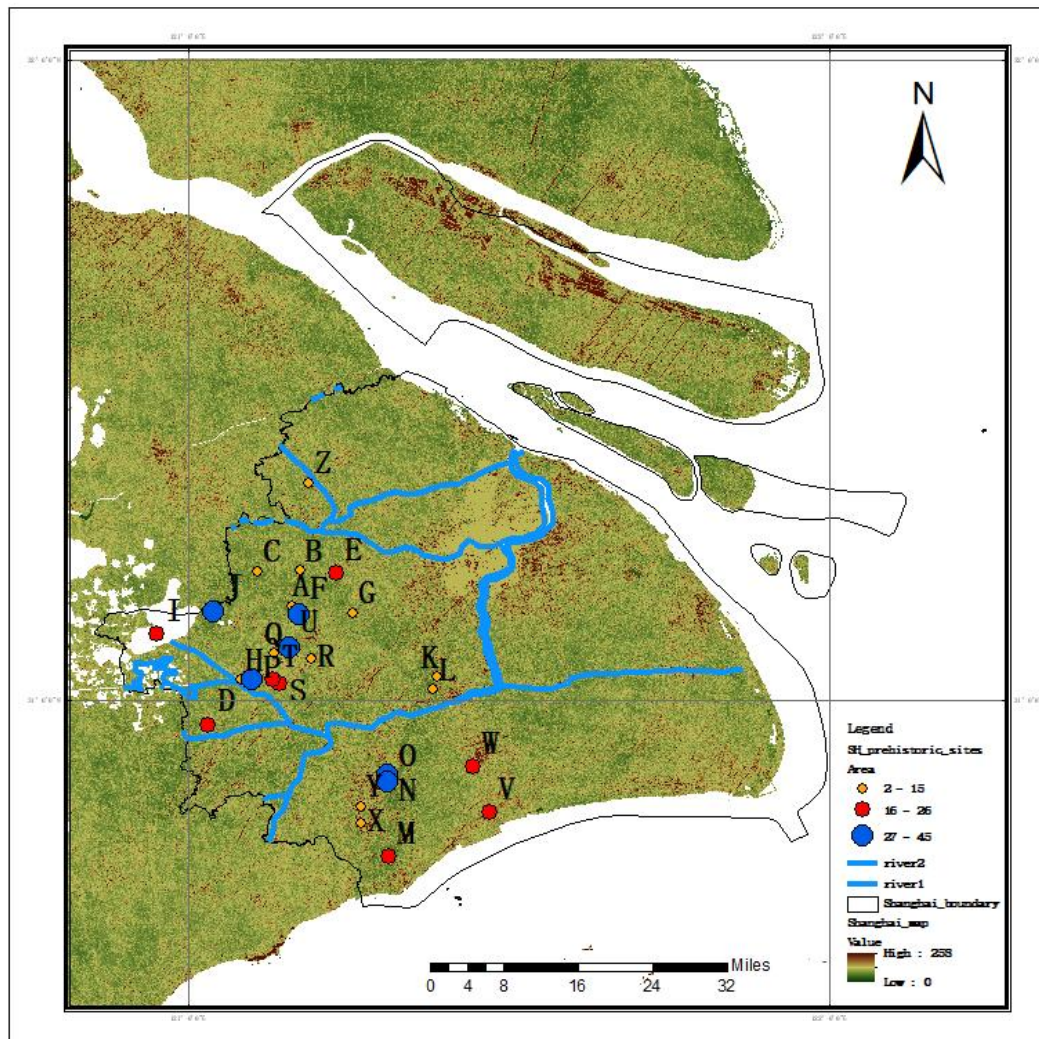 N
Z
C B E
J A F G
I U
Q
H P T R K L
D S
O W
Y N V
X M
Legend
SH_prehistoric_sites
Area
2 - 15
16 - 26
27 - 45
river2
river1
Shanghai_boundary
Shanghai_map
Value
High : 253
Low : 0
Miles
0 4 8 16 24 32